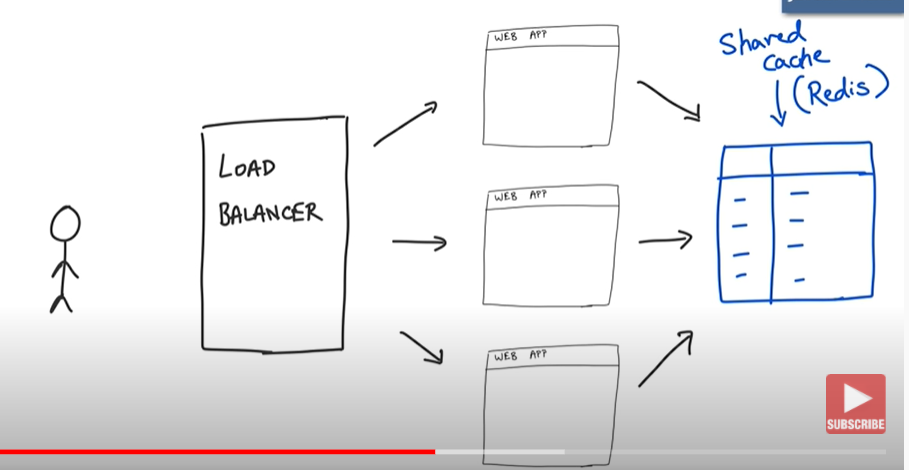 LOAD
BALANCER
WEB APP
WEB APP
WEB APP
Shared
cache
(Redis)
SUBSCRIBE